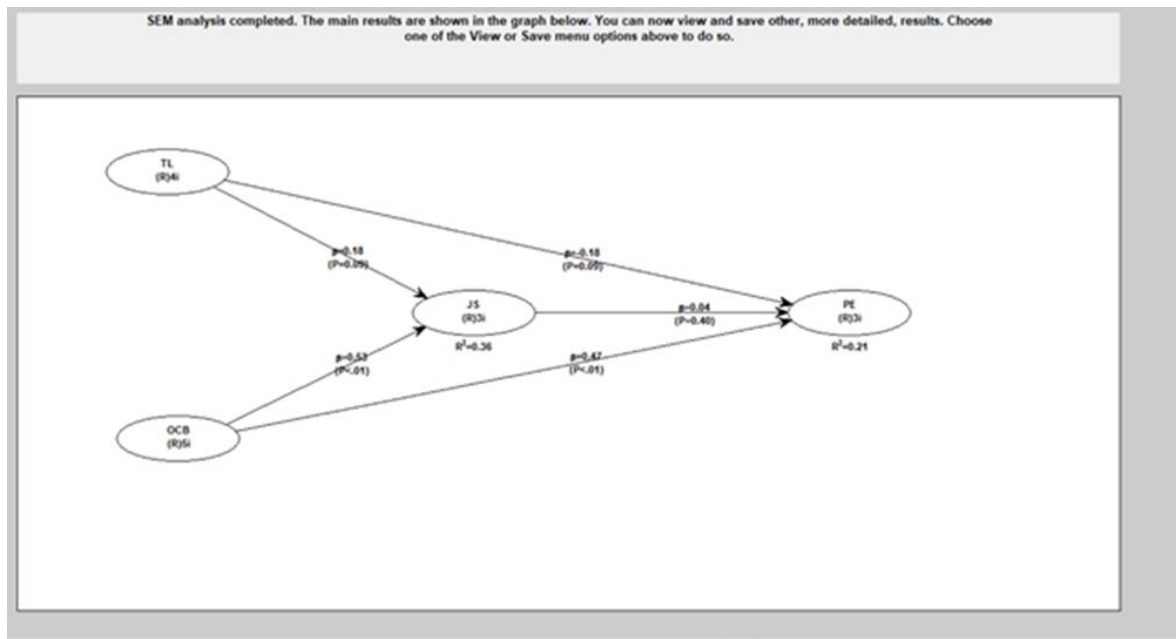 SEM analysis completed. The main results are shown in the graph below. You can now view and save other, more detailed, results. Choose
one of the View or Save menu options above to do so.
TL
(R)4i
β=0.18
(P=0.09)
β=-0.18
(P=0.09)
JS
(R)3i
R²=0.36
β=0.04
(P=0.40)
PE
(R)3i
R²=0.21
β=0.53
(P<.01)
β=0.47
(P<.01)
OCB
(R)5i